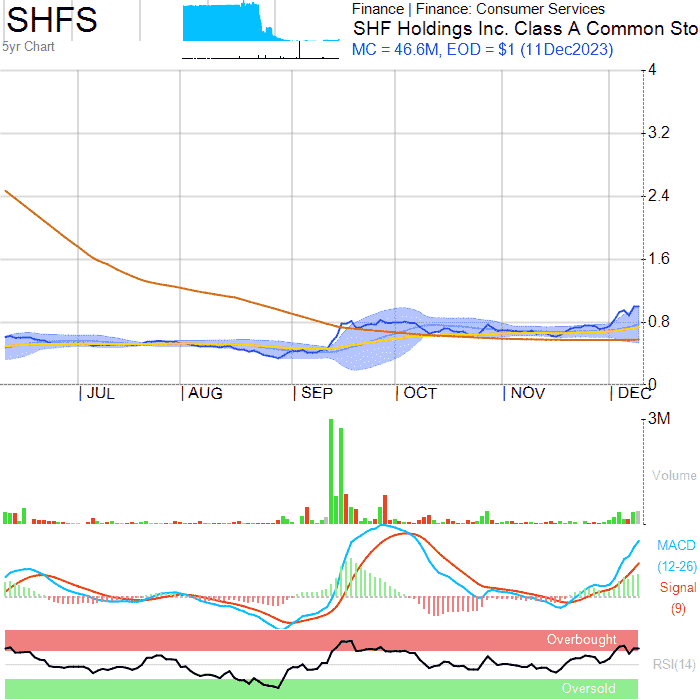 SHFS
5yr Chart
Finance | Finance: Consumer Services
SHF Holdings Inc. Class A Common Sto
MC = 46.6M, EOD = $1 (11Dec2023)
4
3.2
2.4
1.6
0.8
0
JUL
AUG
SEP
OCT
NOV
DEC
3M
Volume
MACD
(12-26)
Signal
(9)
Overbought
RSI(14)
Oversold